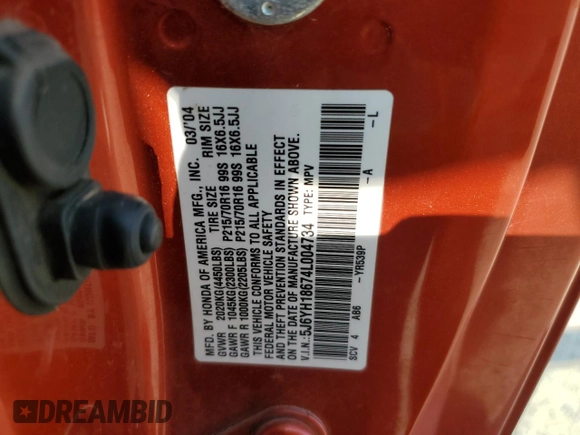 MFD. BY HONDA OF AMERICA MFG., INC. 03/'04
TIRE SIZE RIM SIZE
GVWR 2020KG(4450LBS)
GAWR F 1045KG(2300LBS) P215/70R16 99S 16X6.5JJ
GAWR R 1000KG(2205LBS) P215/70R16 99S 16X6.5JJ
THIS VEHICLE CONFORMS TO ALL APPLICABLE
FEDERAL MOTOR VEHICLE SAFETY
AND THEFT PREVENTION STANDARDS IN EFFECT
ON THE DATE OF MANUFACTURE SHOWN ABOVE.
V.I.N.: 5J6YH18674L004734 TYPE: MPV
SCV 4 AB6 -YR539P -A -L
DREAMBID